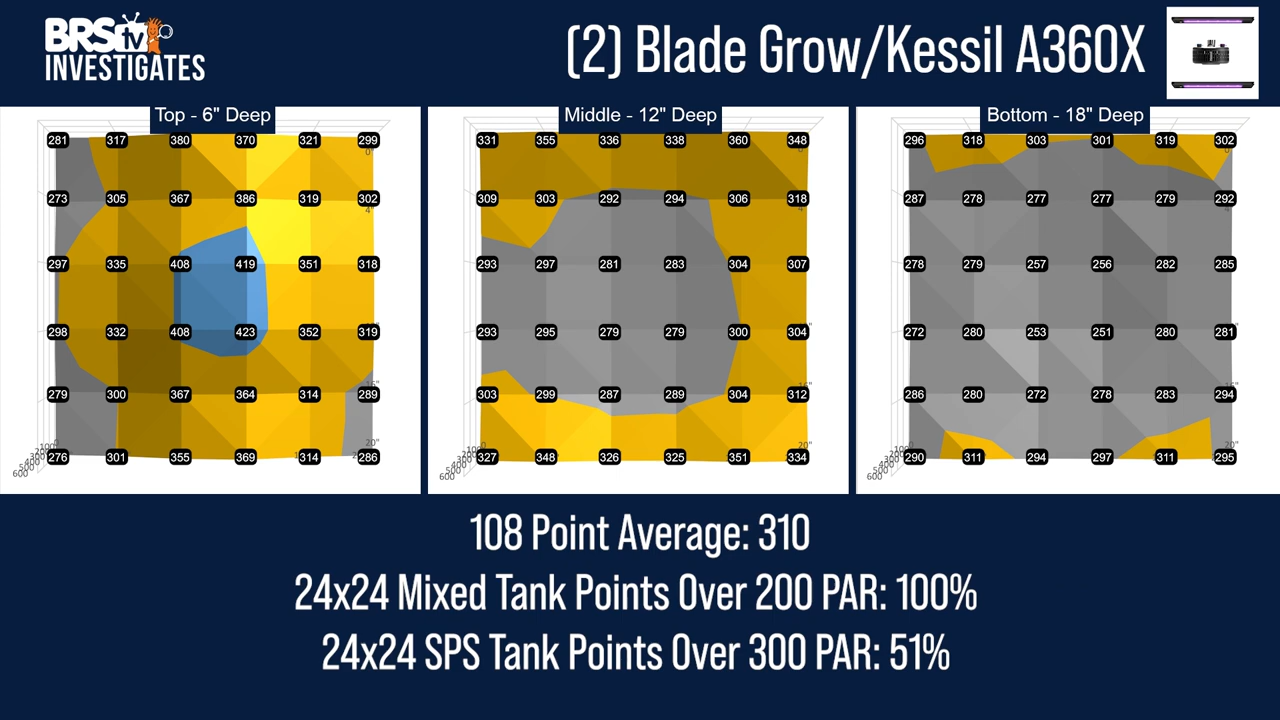 BRStv
INVESTIGATES
(2) Blade Grow/Kessil A360X
Top - 6" Deep
281 317 380 370 321 299
273 305 367 386 319 302
297 335 408 419 351 318
298 332 408 423 352 319
279 300 367 364 314 289
276 301 355 369 314 286
Middle - 12" Deep
331 355 336 338 360 348
309 303 292 294 306 318
293 297 281 283 304 307
293 295 279 279 300 304
303 299 287 289 304 312
327 348 326 325 351 334
Bottom - 18" Deep
296 318 303 301 319 302
287 278 277 277 279 292
278 279 257 256 282 285
272 280 253 251 280 281
286 280 272 278 283 294
290 311 294 297 311 295
108 Point Average: 310
24x24 Mixed Tank Points Over 200 PAR: 100%
24x24 SPS Tank Points Over 300 PAR: 51%